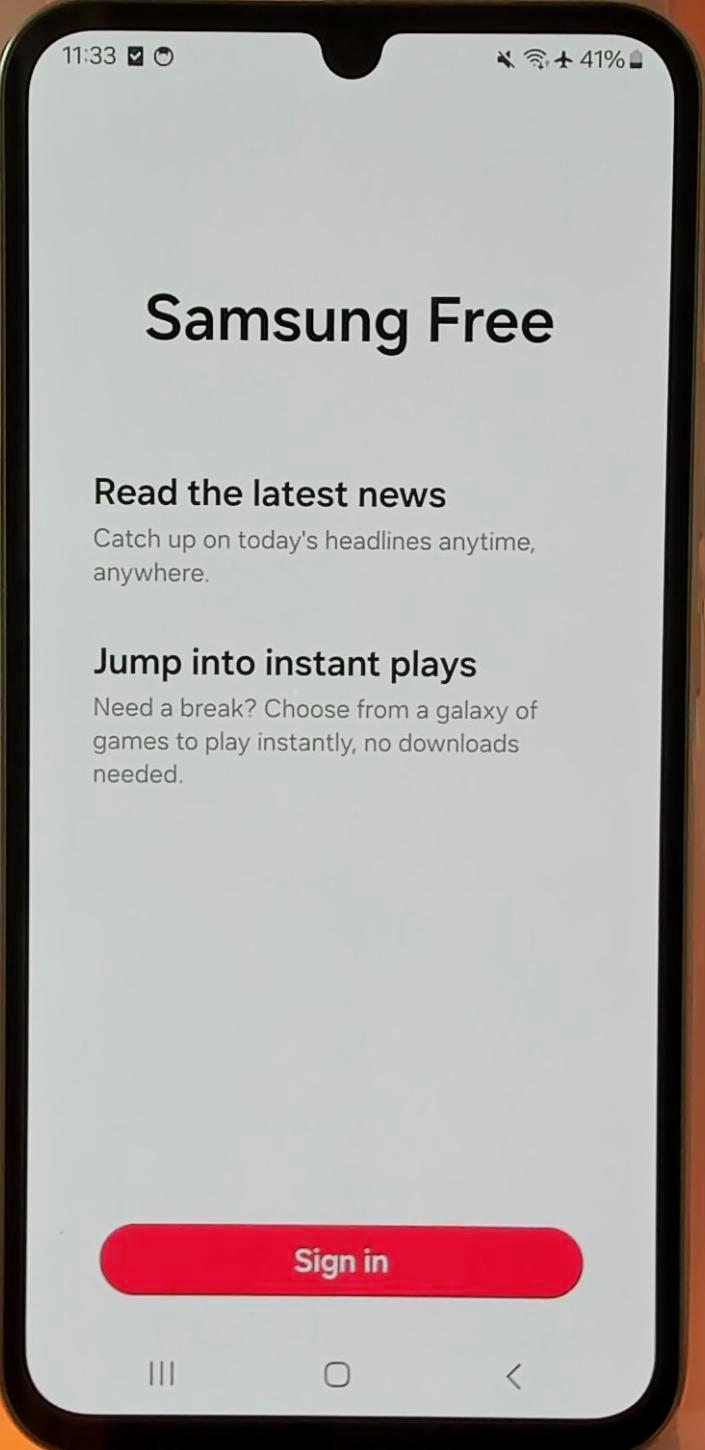 11:33 41%
Samsung Free
Read the latest news
Catch up on today's headlines anytime,
anywhere.
Jump into instant plays
Need a break? Choose from a galaxy of
games to play instantly, no downloads
needed.
Sign in